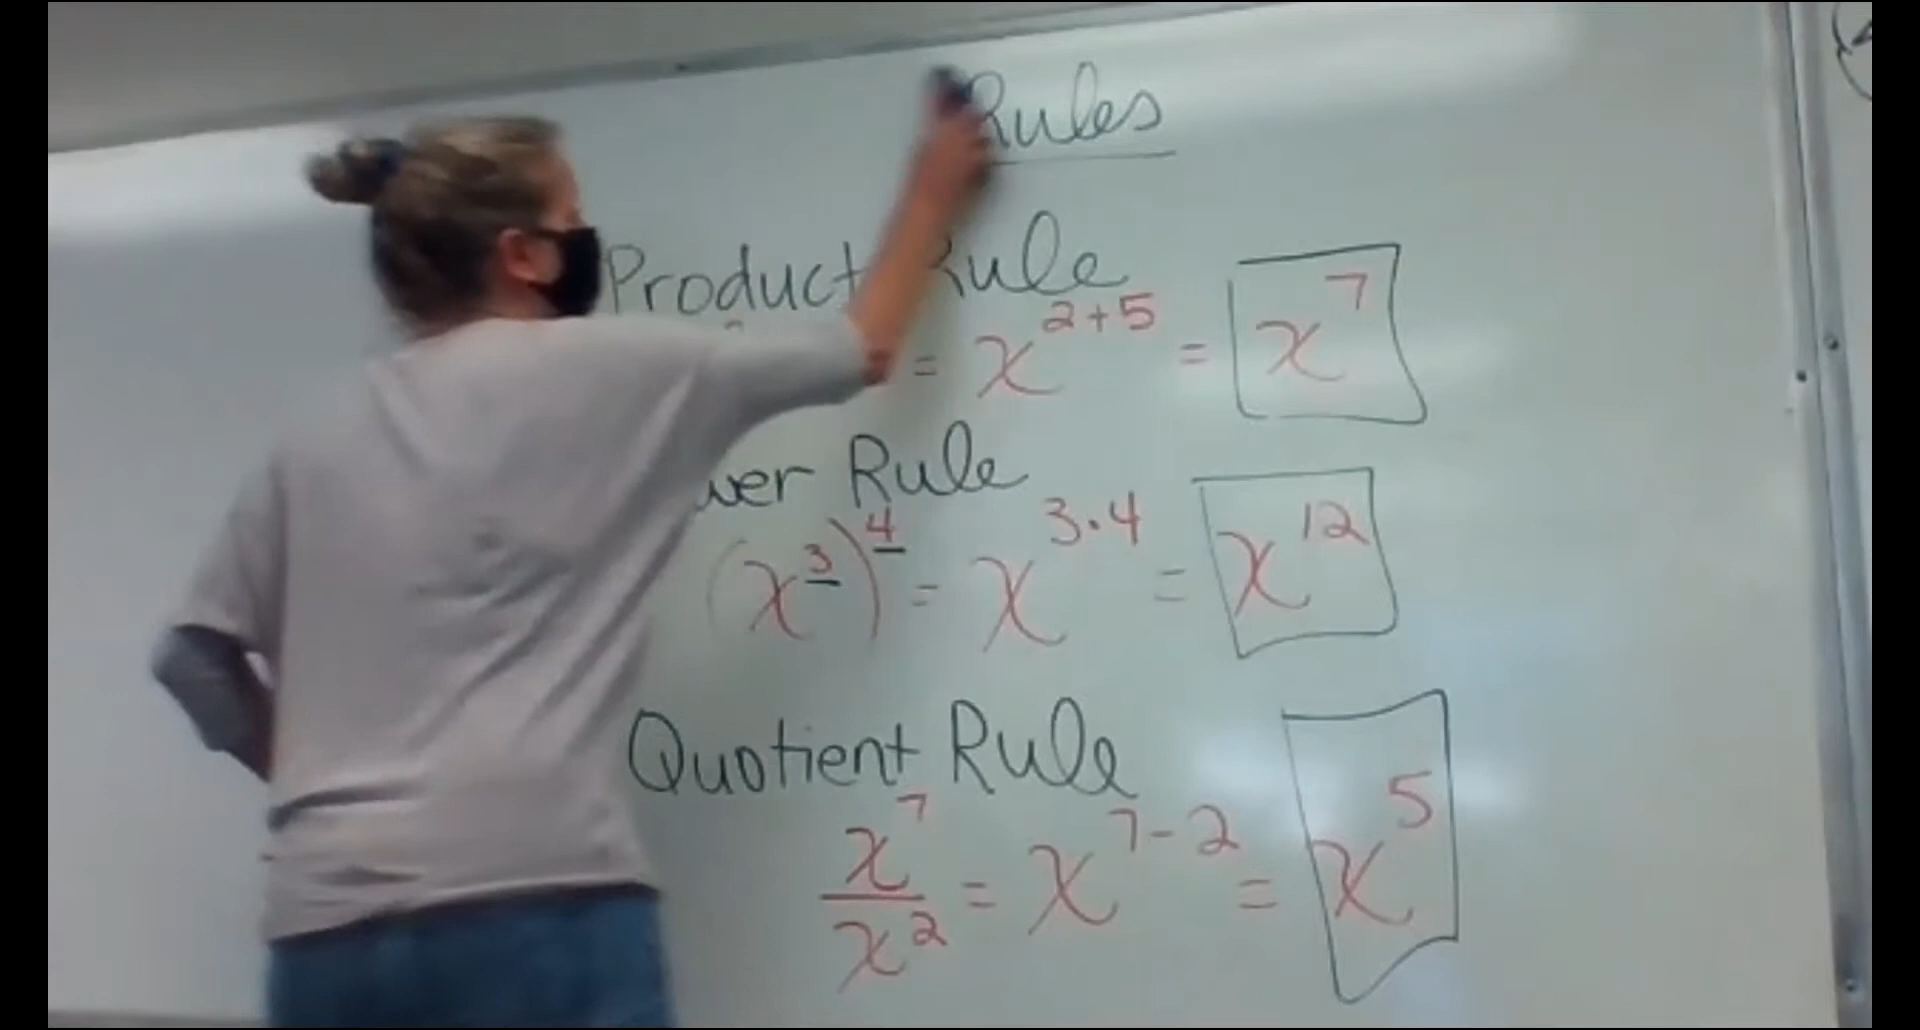 Rules
Product Rule
= x^{2+5} = x^7
wer Rule
(x^3)^4 = x^{3·4} = x^{12}
Quotient Rule
x^7/x^2 = x^{7-2} = x^5